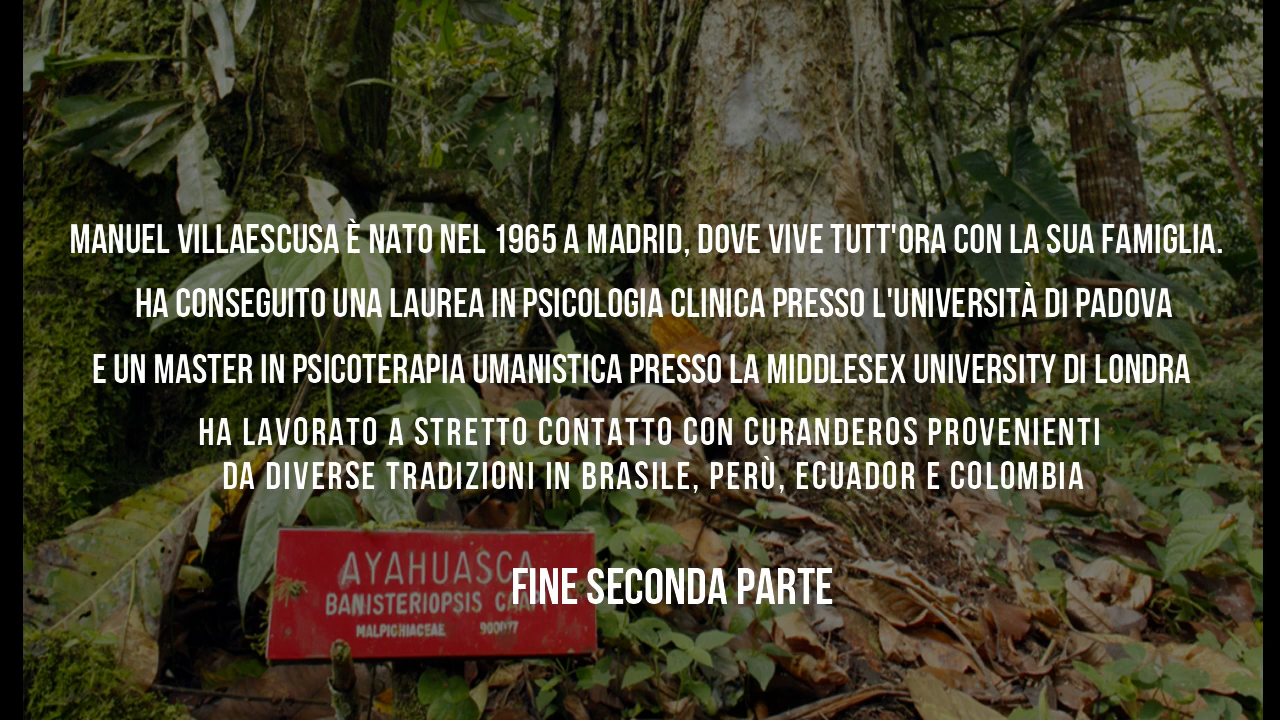 MANUEL VILLAESCUSA È NATO NEL 1965 A MADRID, DOVE VIVE TUTT'ORA CON LA SUA FAMIGLIA.
HA CONSEGUITO UNA LAUREA IN PSICOLOGIA CLINICA PRESSO L'UNIVERSITÀ DI PADOVA
E UN MASTER IN PSICOTERAPIA UMANISTICA PRESSO LA MIDDLESEX UNIVERSITY DI LONDRA
HA LAVORATO A STRETTO CONTATTO CON CURANDEROS PROVENIENTI
DA DIVERSE TRADIZIONI IN BRASILE, PERÙ, ECUADOR E COLOMBIA
AYAHUASCA
BANISTERIOPSIS
MALPICHIACEAE
FINE SECONDA PARTE